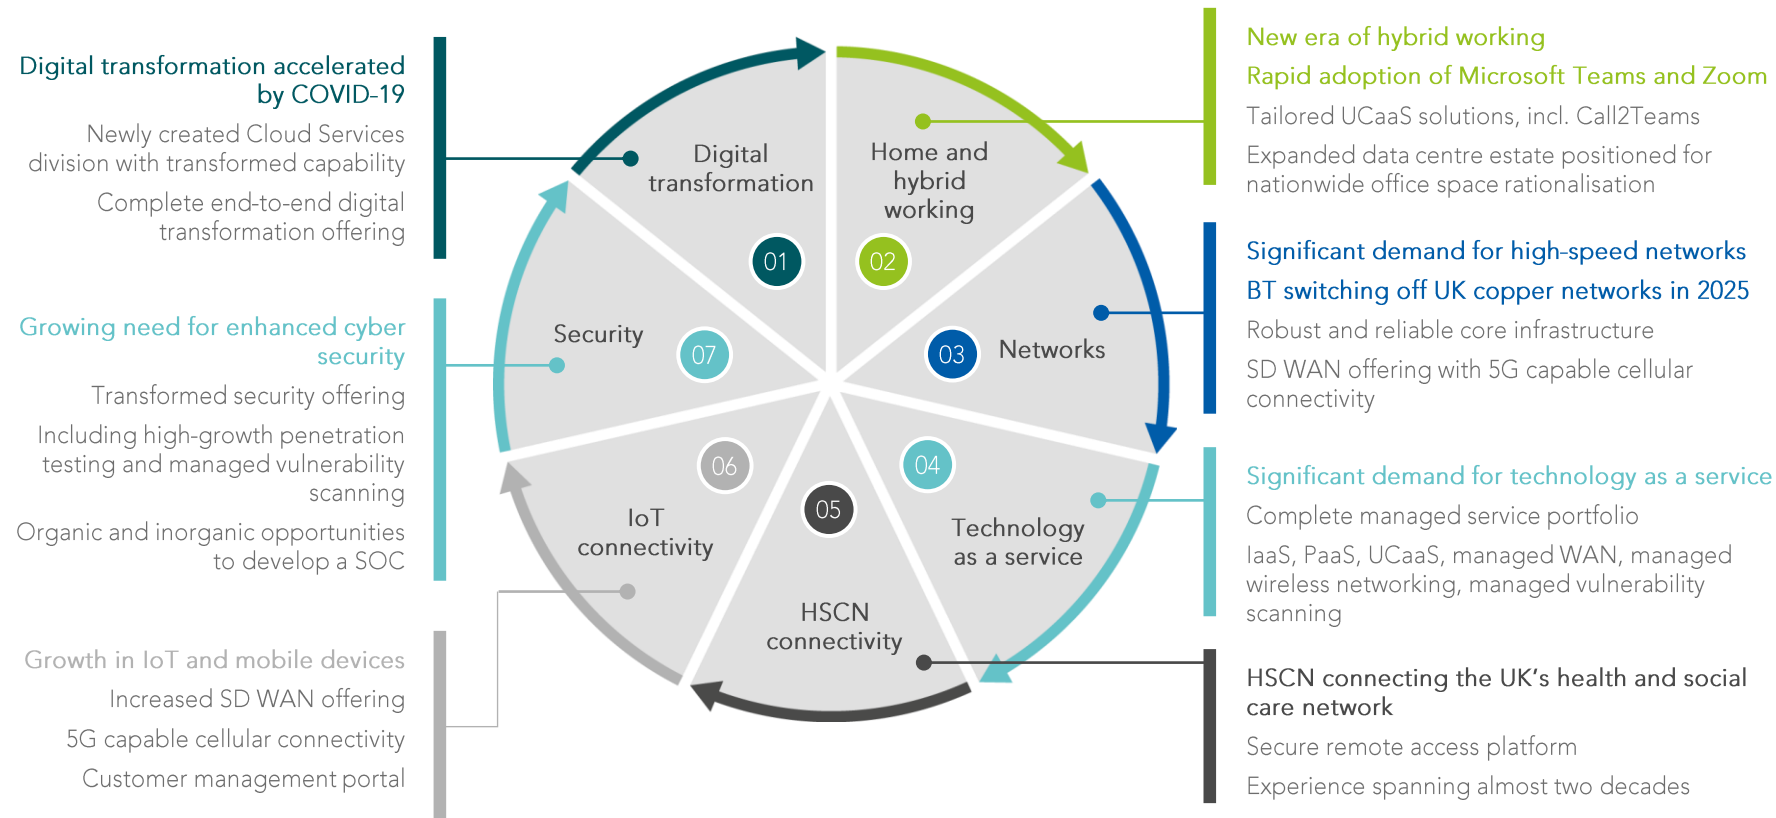 Digital transformation accelerated
by COVID-19
Newly created Cloud Services
division with transformed capability
Complete end-to-end digital
transformation offering
Growing need for enhanced cyber
security
Transformed security offering
Including high-growth penetration
testing and managed vulnerability
scanning
Organic and inorganic opportunities
to develop a SOC
Growth in IoT and mobile devices
Increased SD WAN offering
5G capable cellular connectivity
Customer management portal
Digital
transformation
01
Home and
hybrid
working
02
Networks
03
Technology
as a service
04
HSCN
connectivity
05
IoT
connectivity
06
Security
07
New era of hybrid working
Rapid adoption of Microsoft Teams and Zoom
Tailored UCaaS solutions, incl. Call2Teams
Expanded data centre estate positioned for
nationwide office space rationalisation
Significant demand for high-speed networks
BT switching off UK copper networks in 2025
Robust and reliable core infrastructure
SD WAN offering with 5G capable cellular
connectivity
Significant demand for technology as a service
Complete managed service portfolio
IaaS, PaaS, UCaaS, managed WAN, managed
wireless networking, managed vulnerability
scanning
HSCN connecting the UK’s health and social
care network
Secure remote access platform
Experience spanning almost two decades